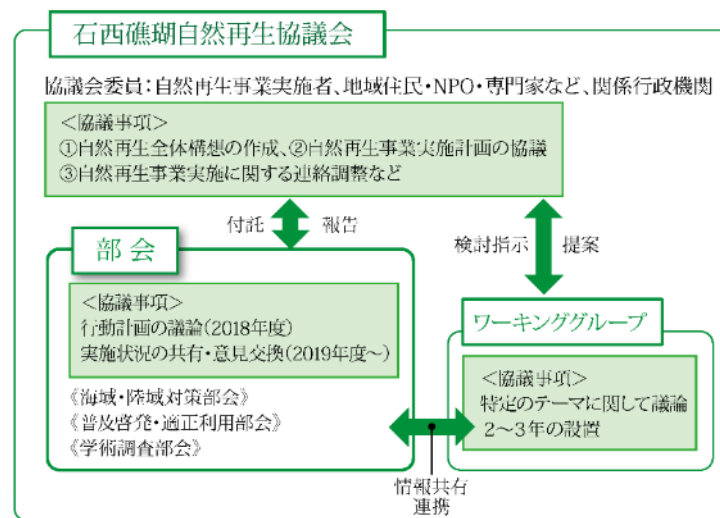 石西礁瑚自然再生協議会
協議会委員：自然再生事業実施者、地域住民・NPO・専門家など、関係行政機関
＜協議事項＞
①自然再生全体構想の作成、②自然再生事業実施計画の協議
③自然再生事業実施に関する連絡調整など
付託 報告
検討指示 提案
部会
＜協議事項＞
行動計画の議論（2018年度）
実施状況の共有・意見交換（2019年度～）
《海域・陸域対策部会》
《普及啓発・適正利用部会》
《学術調査部会》
ワーキンググループ
＜協議事項＞
特定のテーマに関して議論
2～3年の設置
情報共有
連携